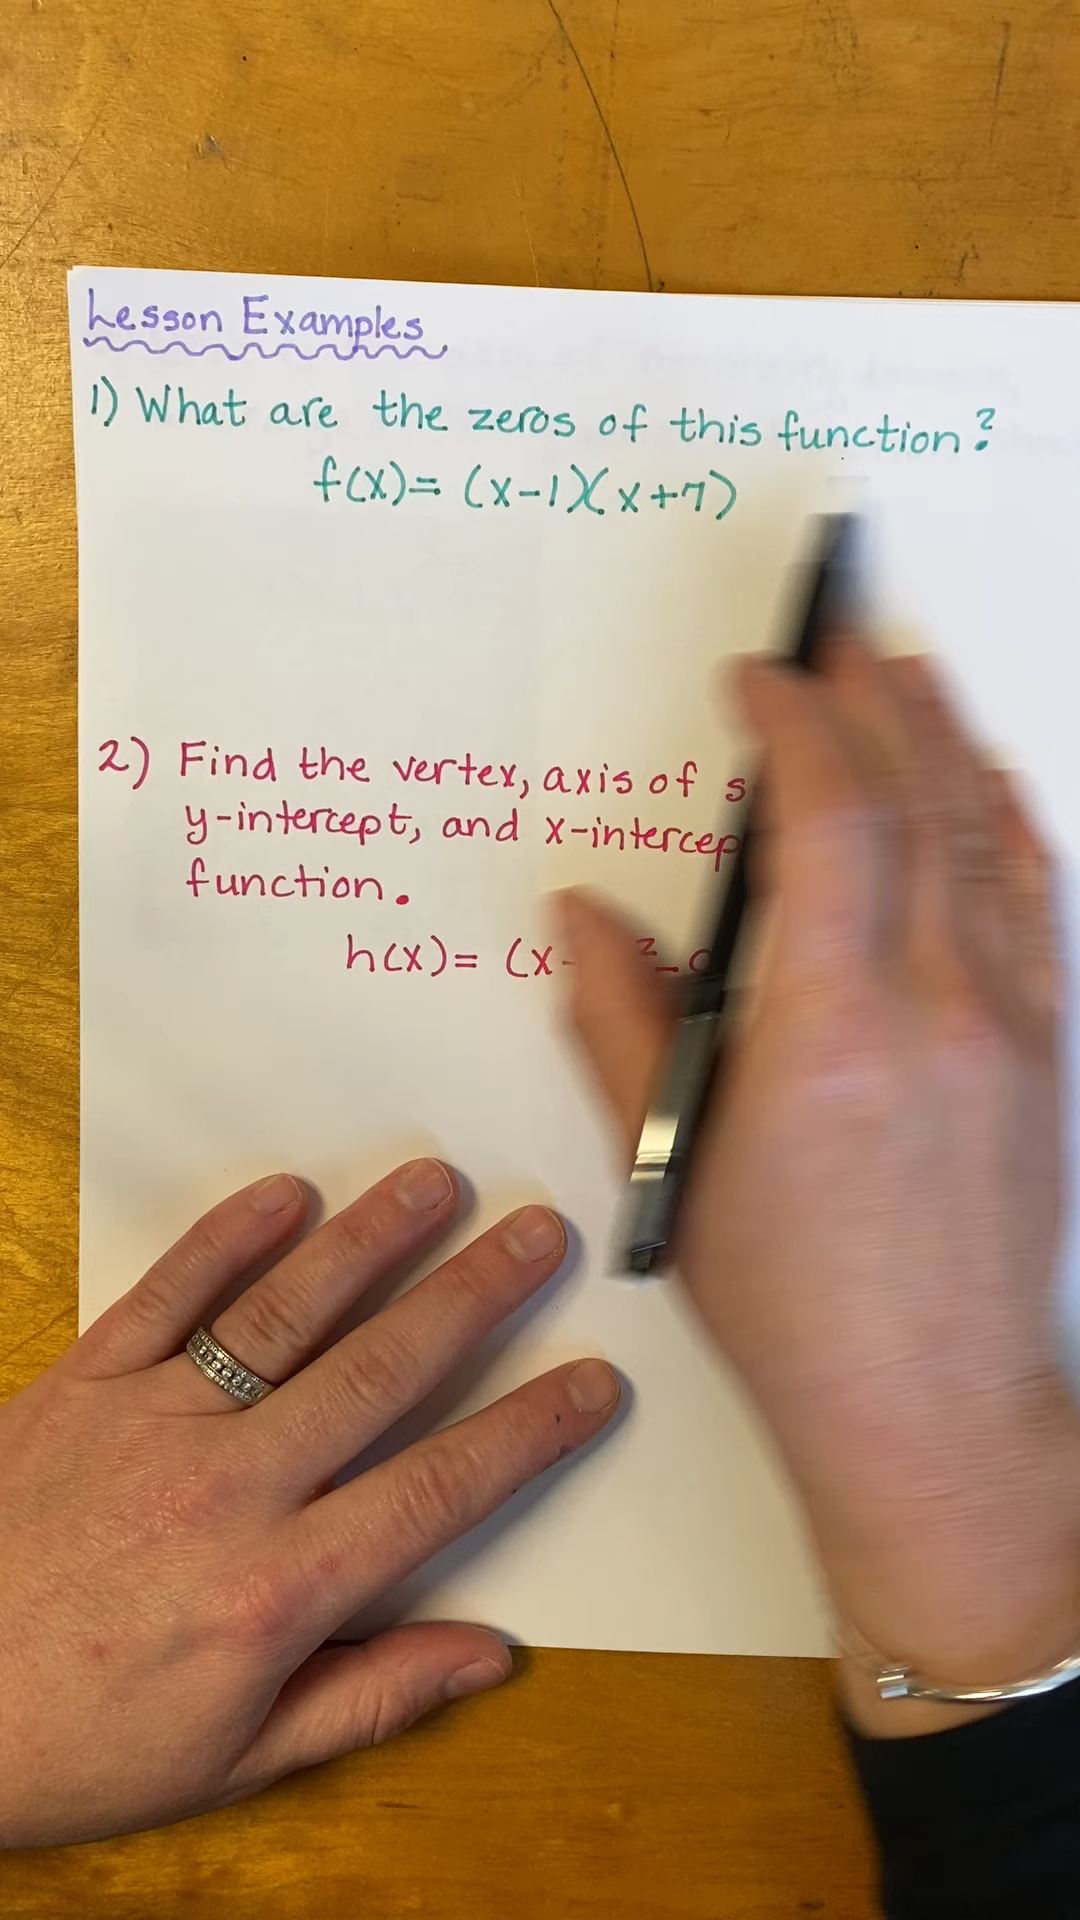 Lesson Examples
1) What are the zeros of this function?
f(x)= (x-1)(x+7)
2) Find the vertex, axis of
y-intercept, and
function.
h(x)= (x-